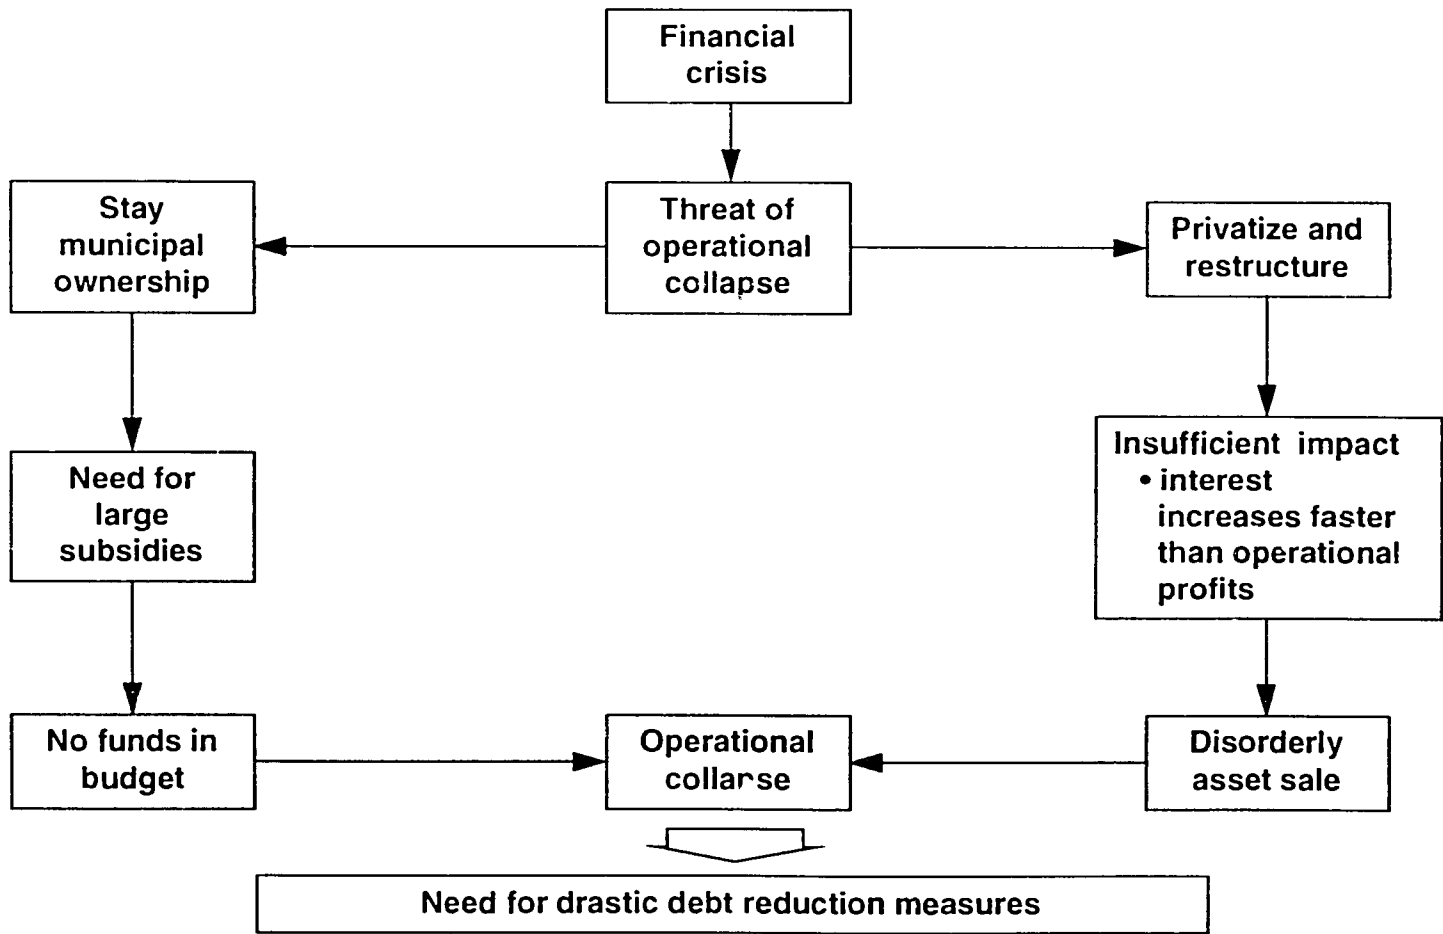 Financial
crisis
Stay
municipal
ownership
Threat of
operational
collapse
Privatize and
restructure
Need for
large
subsidies
Insufficient impact
• interest
increases faster
than operational
profits
No funds in
budget
Operational
collapse
Disorderly
asset sale
Need for drastic debt reduction measures